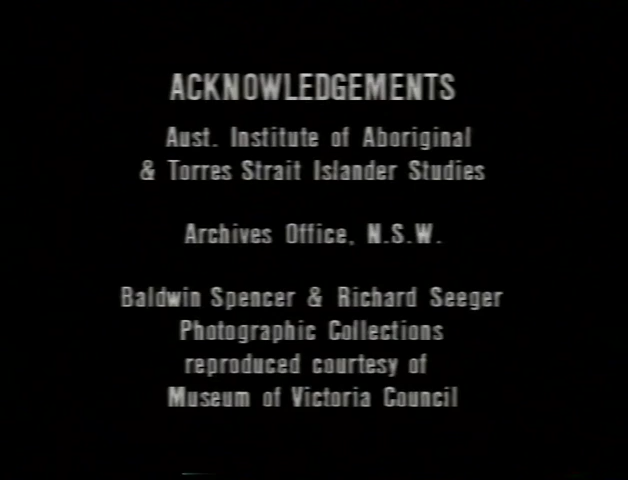 ACKNOWLEDGEMENTS
Aust. Institute of Aboriginal
& Torres Strait Islander Studies
Archives Office, N.S.W.
Baldwin Spencer & Richard Seeger
Photographic Collections
reproduced courtesy of
Museum of Victoria Council